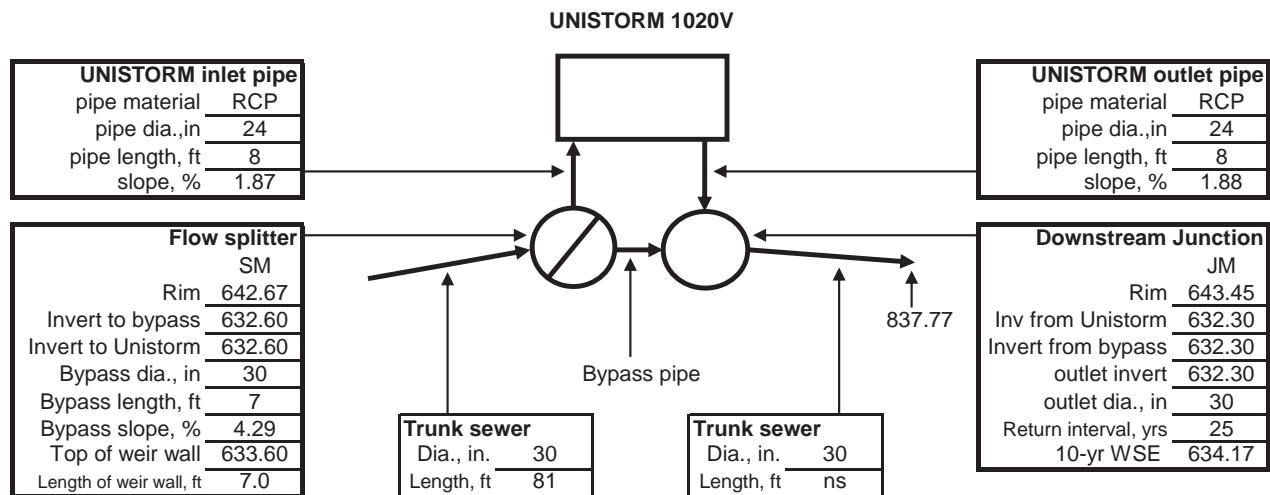 UNISTORM 1020V
UNISTORM inlet pipe
pipe material RCP
pipe dia.,in 24
pipe length, ft 8
slope, % 1.87
UNISTORM outlet pipe
pipe material RCP
pipe dia.,in 24
pipe length, ft 8
slope, % 1.88
Flow splitter
SM
Rim 642.67
Invert to bypass 632.60
Invert to Unistorm 632.60
Bypass dia., in 30
Bypass length, ft 7
Bypass slope, % 4.29
Top of weir wall 633.60
Length of weir wall, ft 7.0
Bypass pipe
837.77
Downstream Junction
JM
Rim 643.45
Inv from Unistorm 632.30
Invert from bypass 632.30
outlet invert 632.30
outlet dia., in 30
Return interval, yrs 25
10-yr WSE 634.17
Trunk sewer
Dia., in. 30
Length, ft 81
Trunk sewer
Dia., in. 30
Length, ft ns